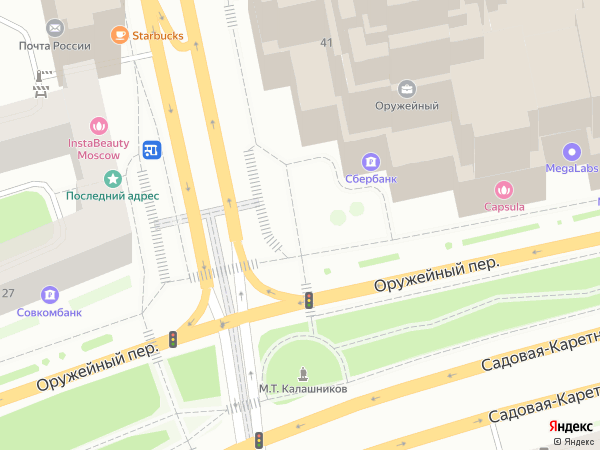 Почта России
Starbucks
41
Оружейный
InstaBeauty
Moscow
Сбербанк
MegaLabs
Последний адрес
Capsula
27
Совкомбанк
Оружейный пер.
Оружейный пер.
М.Т. Калашников
Садовая-Каретн
Садовая-Карет
Яндекс
© Яндекс